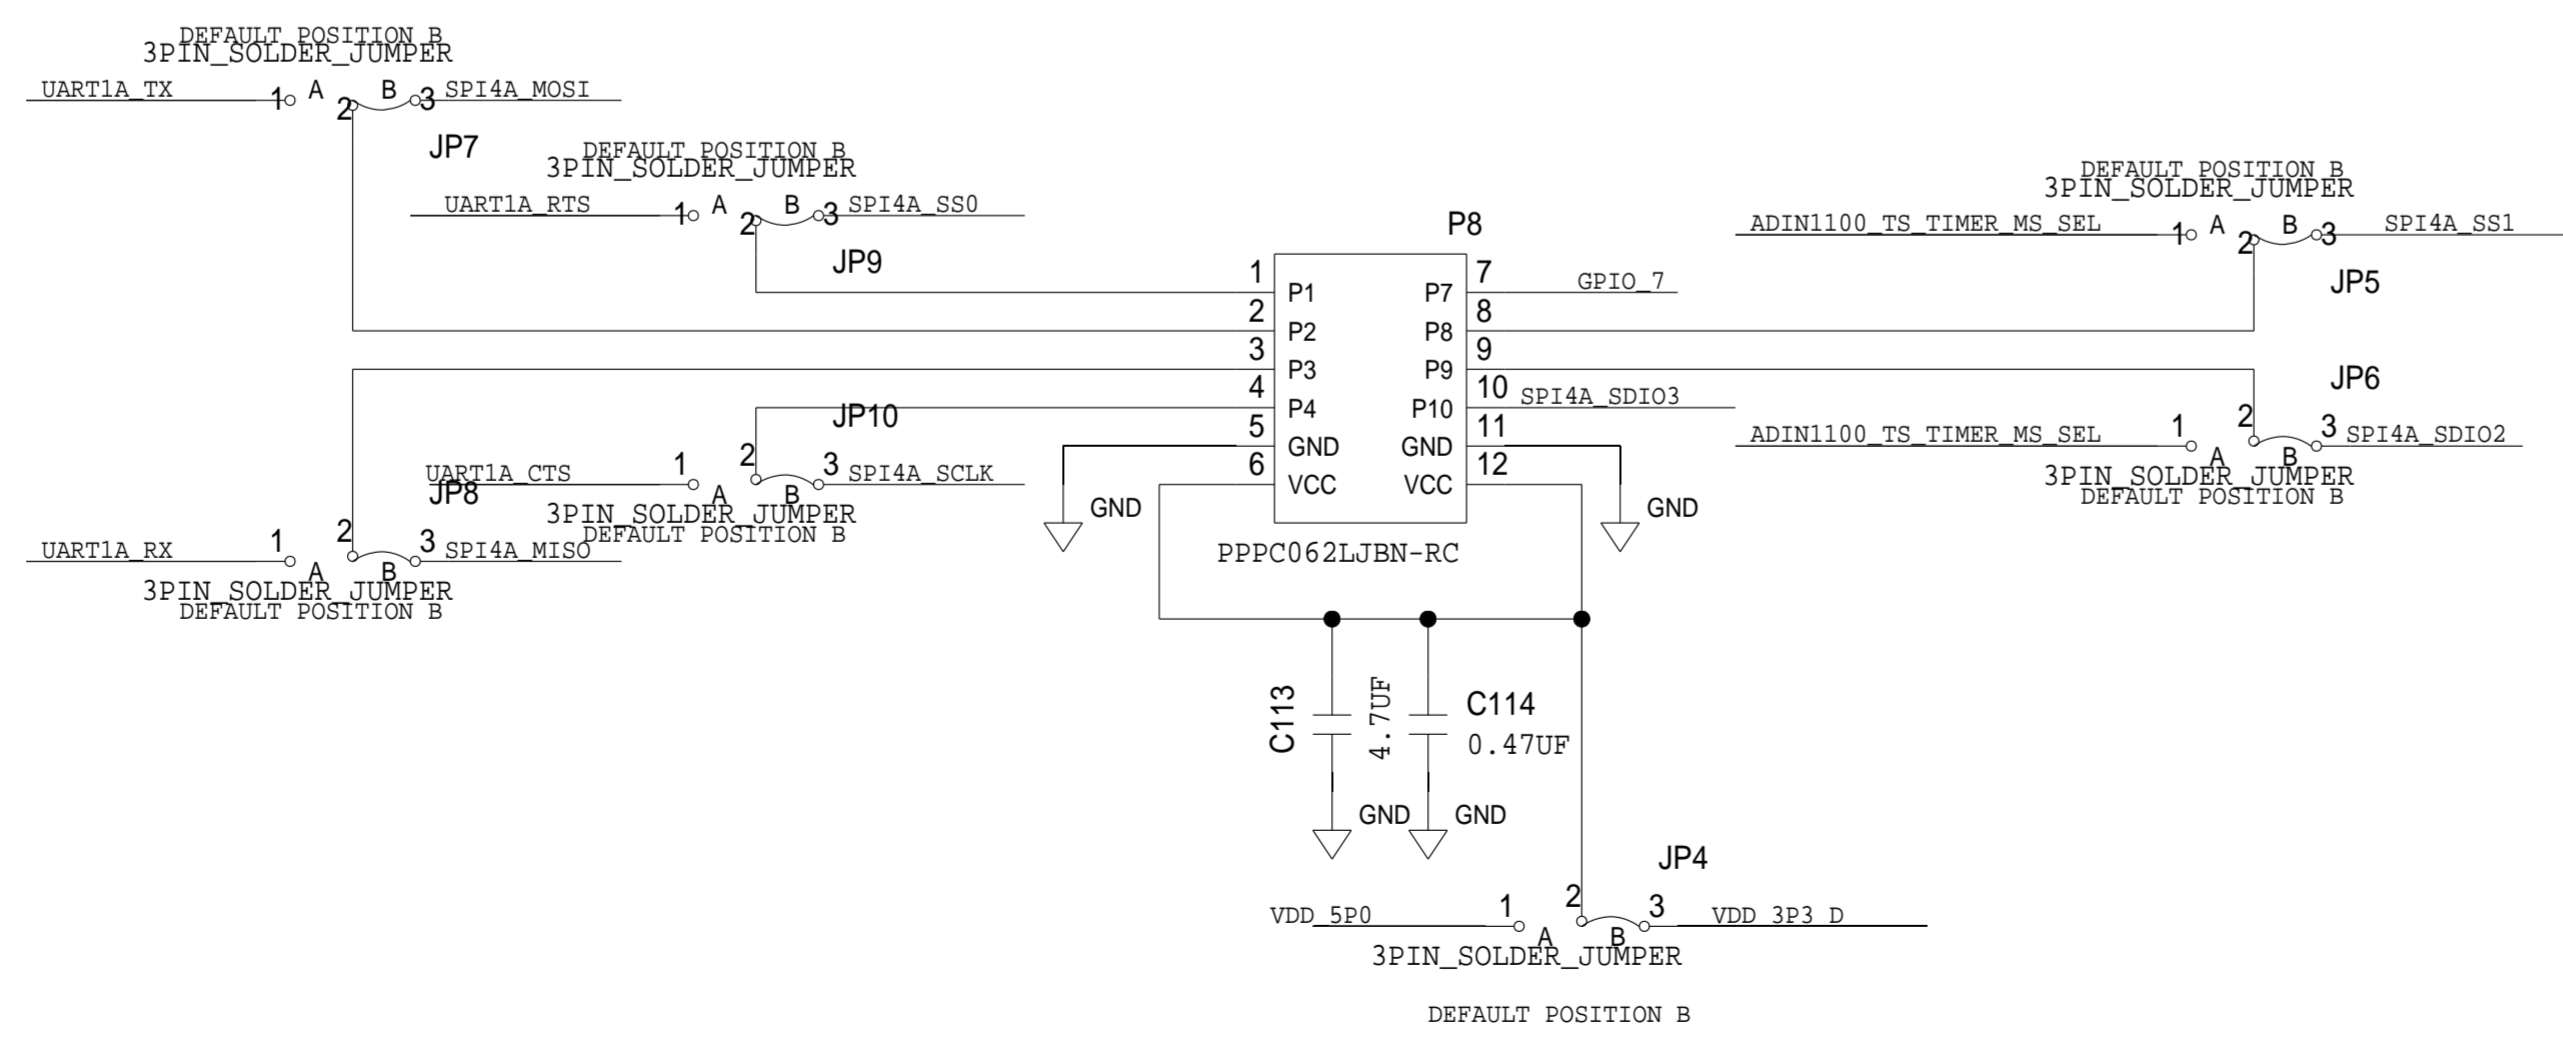 DEFAULT POSITION B
3PIN_SOLDER_JUMPER
UART1A_TX 1 A 2 B 3 SPI4A_MOSI
JP7
DEFAULT POSITION B
3PIN_SOLDER_JUMPER
UART1A_RTS 1 A 2 B 3 SPI4A_SS0
JP9
DEFAULT POSITION B
3PIN_SOLDER_JUMPER
ADIN1100_TS_TIMER_MS_SEL 1 A 2 B 3 SPI4A_SS1
JP5
P8
1 P1 P7 7 GPIO_7
2 P2 P8 8
3 P3 P9 9
4 P4 P10 10 SPI4A_SDIO3
5 GND GND 11
6 VCC VCC 12
GND
GND
PPPC062LJBN-RC
JP10
UART1A_CTS 1 A 2 B 3 SPI4A_SCLK
3PIN_SOLDER_JUMPER
DEFAULT POSITION B
JP8
UART1A_RX 1 A 2 B 3 SPI4A_MISO
3PIN_SOLDER_JUMPER
DEFAULT POSITION B
JP6
ADIN1100_TS_TIMER_MS_SEL 1 A 2 B 3 SPI4A_SDIO2
3PIN_SOLDER_JUMPER
DEFAULT POSITION B
C113
4.7UF
C114
0.47UF
GND
GND
JP4
VDD_5P0 1 A 2 B 3 VDD_3P3_D
3PIN_SOLDER_JUMPER
DEFAULT POSITION B